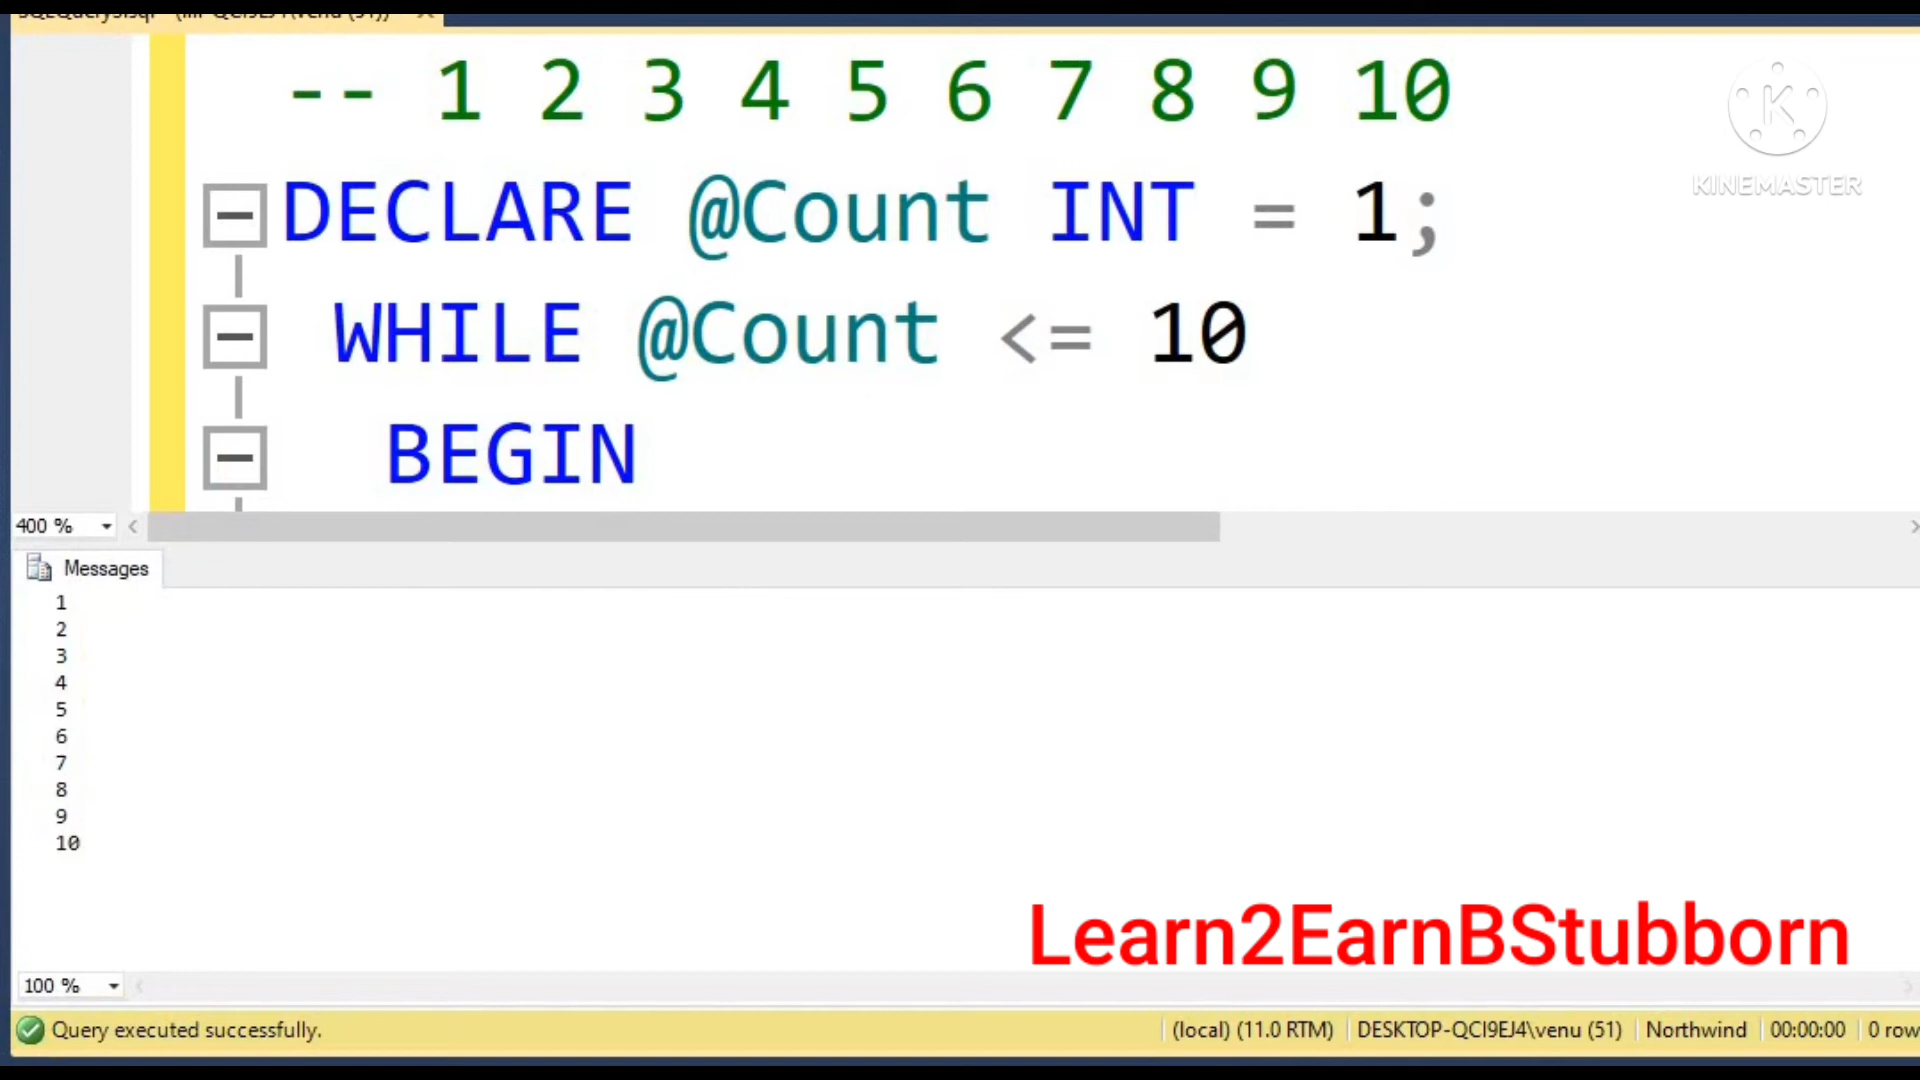 -- 1 2 3 4 5 6 7 8 9 10
DECLARE @Count INT = 1;
WHILE @Count <= 10
BEGIN
KINEMASTER
400 %
Messages
1
2
3
4
5
6
7
8
9
10
Learn2EarnBStubborn
100 %
Query executed successfully.
(local) (11.0 RTM) DESKTOP-QCI9EJ4\venu (51) Northwind 00:00:00 0 row